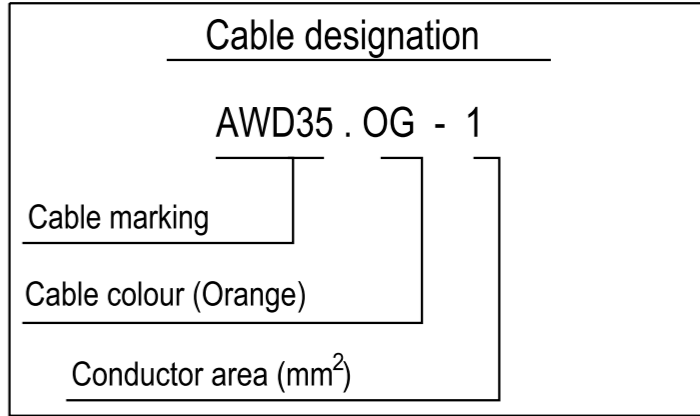 Cable designation
AWD35 . OG - 1
Cable marking
Cable colour (Orange)
Conductor area (mm²)